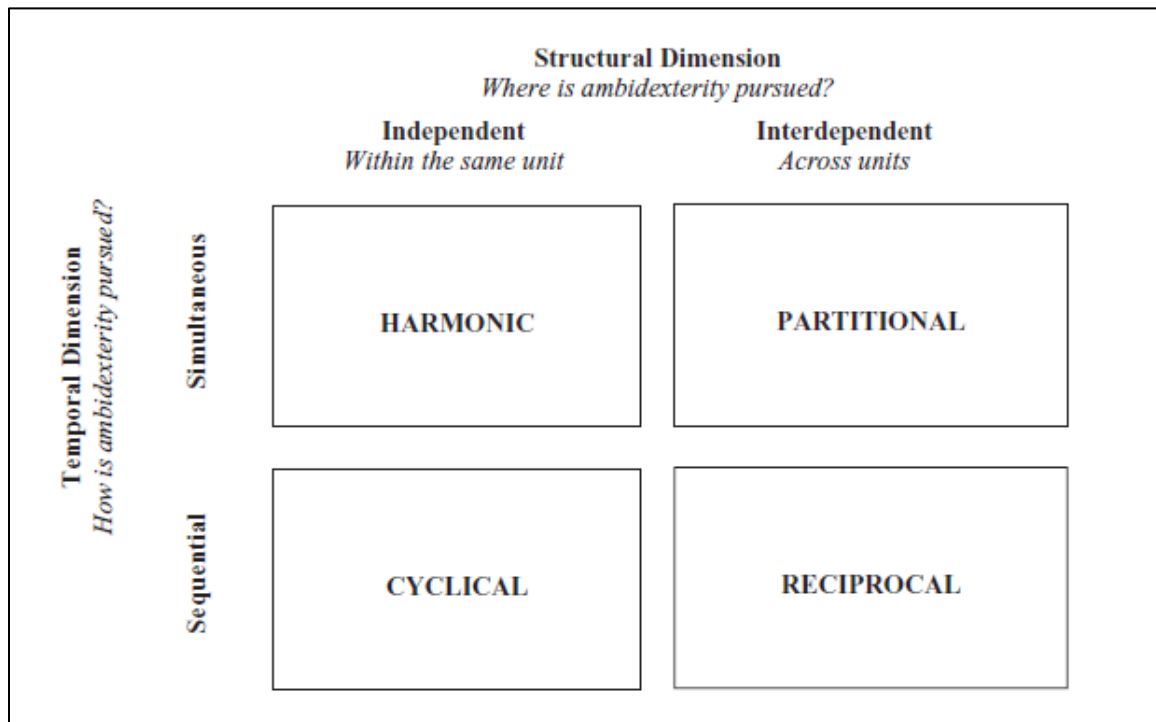 Structural Dimension
Where is ambidexterity pursued?
Independent
Within the same unit
Interdependent
Across units
Temporal Dimension
How is ambidexterity pursued?
Simultaneous
HARMONIC
PARTITIONAL
Sequential
CYCLICAL
RECIPROCAL